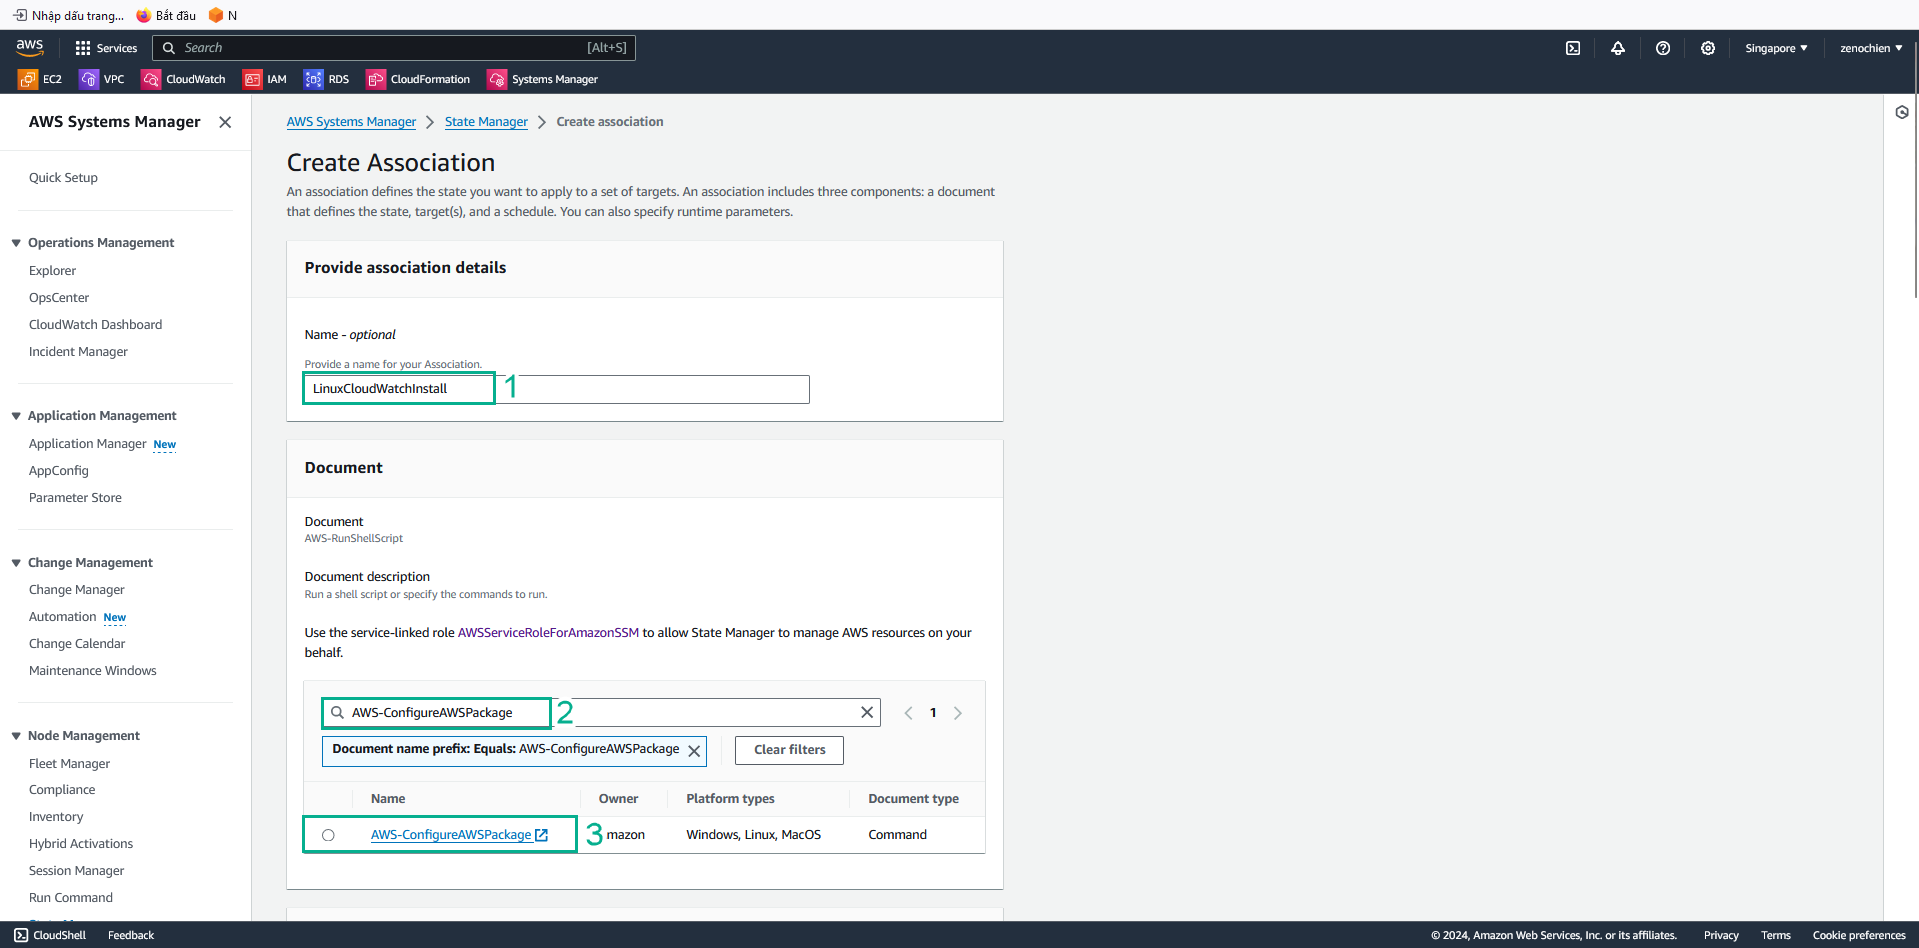 Nhập dấu trang... Bắt đầu N
aws Services Search [Alt+S] Singapore ▼ zenochien ▼
EC2 VPC CloudWatch IAM RDS CloudFormation Systems Manager
AWS Systems Manager
Quick Setup
Operations Management
Explorer
OpsCenter
CloudWatch Dashboard
Incident Manager
Application Management
Application Manager New
AppConfig
Parameter Store
Change Management
Change Manager
Automation New
Change Calendar
Maintenance Windows
Node Management
Fleet Manager
Compliance
Inventory
Hybrid Activations
Session Manager
Run Command
AWS Systems Manager > State Manager > Create association
Create Association
An association defines the state you want to apply to a set of targets. An association includes three components: a document
that defines the state, target(s), and a schedule. You can also specify runtime parameters.
Provide association details
Name - optional
Provide a name for your Association.
LinuxCloudWatchInstall 1
Document
Document
AWS-RunShellScript
Document description
Run a shell script or specify the commands to run.
Use the service-linked role AWSServiceRoleForAmazonSSM to allow State Manager to manage AWS resources on your
behalf.
AWS-ConfigureAWSPackage 2 1
Document name prefix: Equals: AWS-ConfigureAWSPackage Clear filters
Name Owner Platform types Document type
AWS-ConfigureAWSPackage 3 mazon Windows, Linux, MacOS Command
CloudShell Feedback © 2024, Amazon Web Services, Inc. or its affiliates. Privacy Terms Cookie preferences